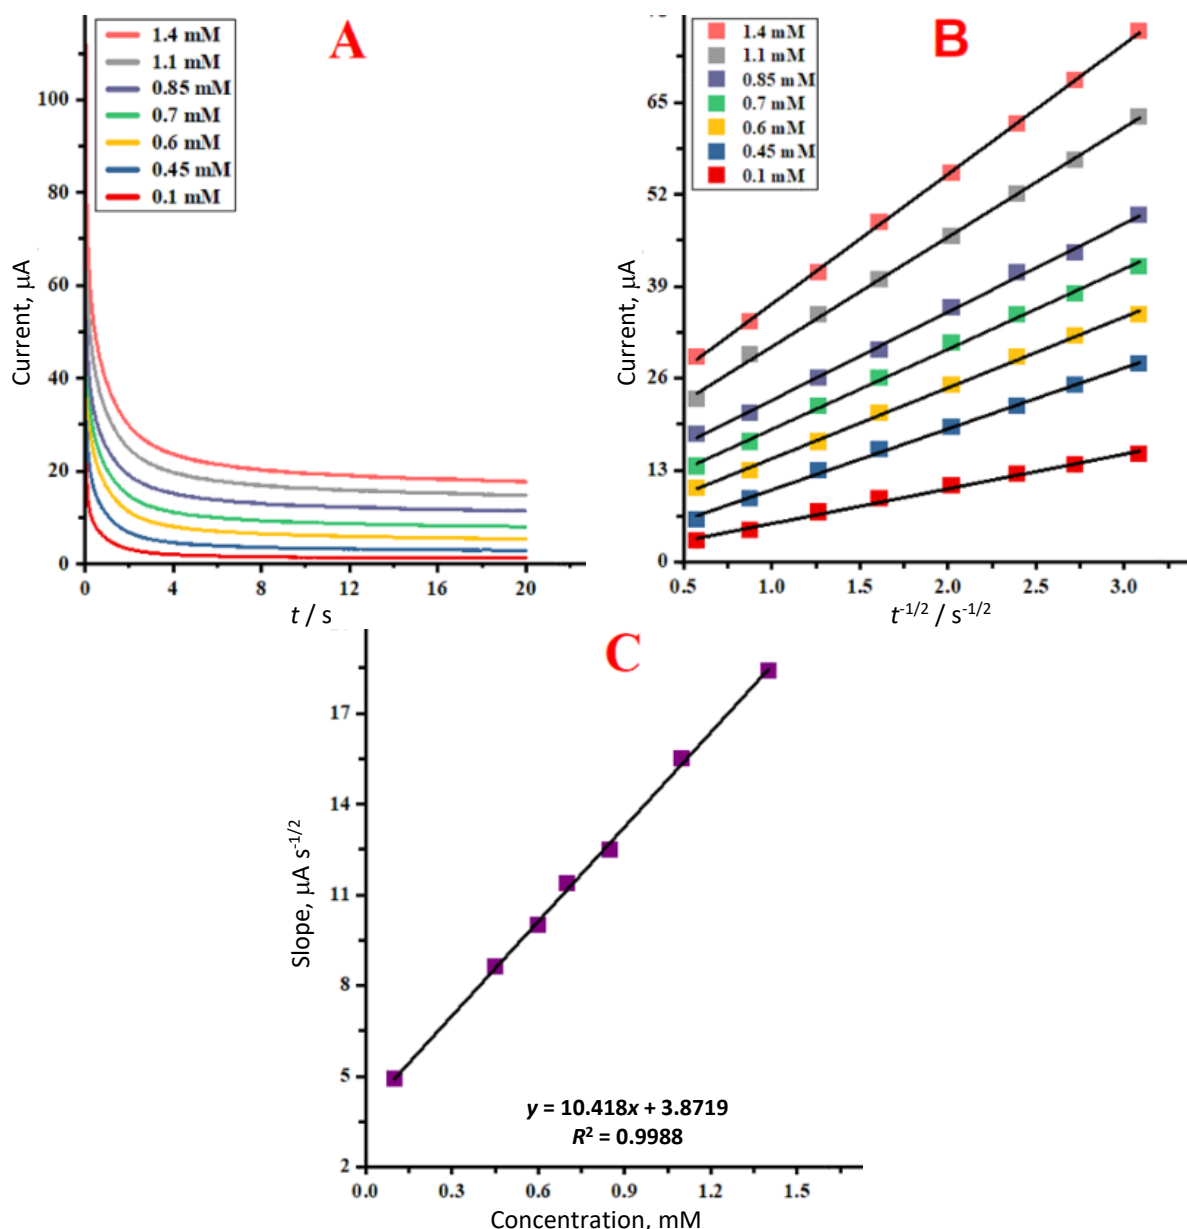 A
1.4 mM
1.1 mM
0.85 mM
0.7 mM
0.6 mM
0.45 mM
0.1 mM
100
80
60
40
20
0
0
4
8
12
16
20
Current, µA
t / s
B
1.4 mM
1.1 mM
0.85 mM
0.7 mM
0.6 mM
0.45 mM
0.1 mM
65
52
39
26
13
0
0.5
1.0
1.5
2.0
2.5
3.0
Current, µA
t-1/2 / s-1/2
C
17
14
11
8
5
2
0.0
0.3
0.6
0.9
1.2
1.5
Slope, µA s-1/2
y = 10.418x + 3.8719
R2 = 0.9988
Concentration, mM